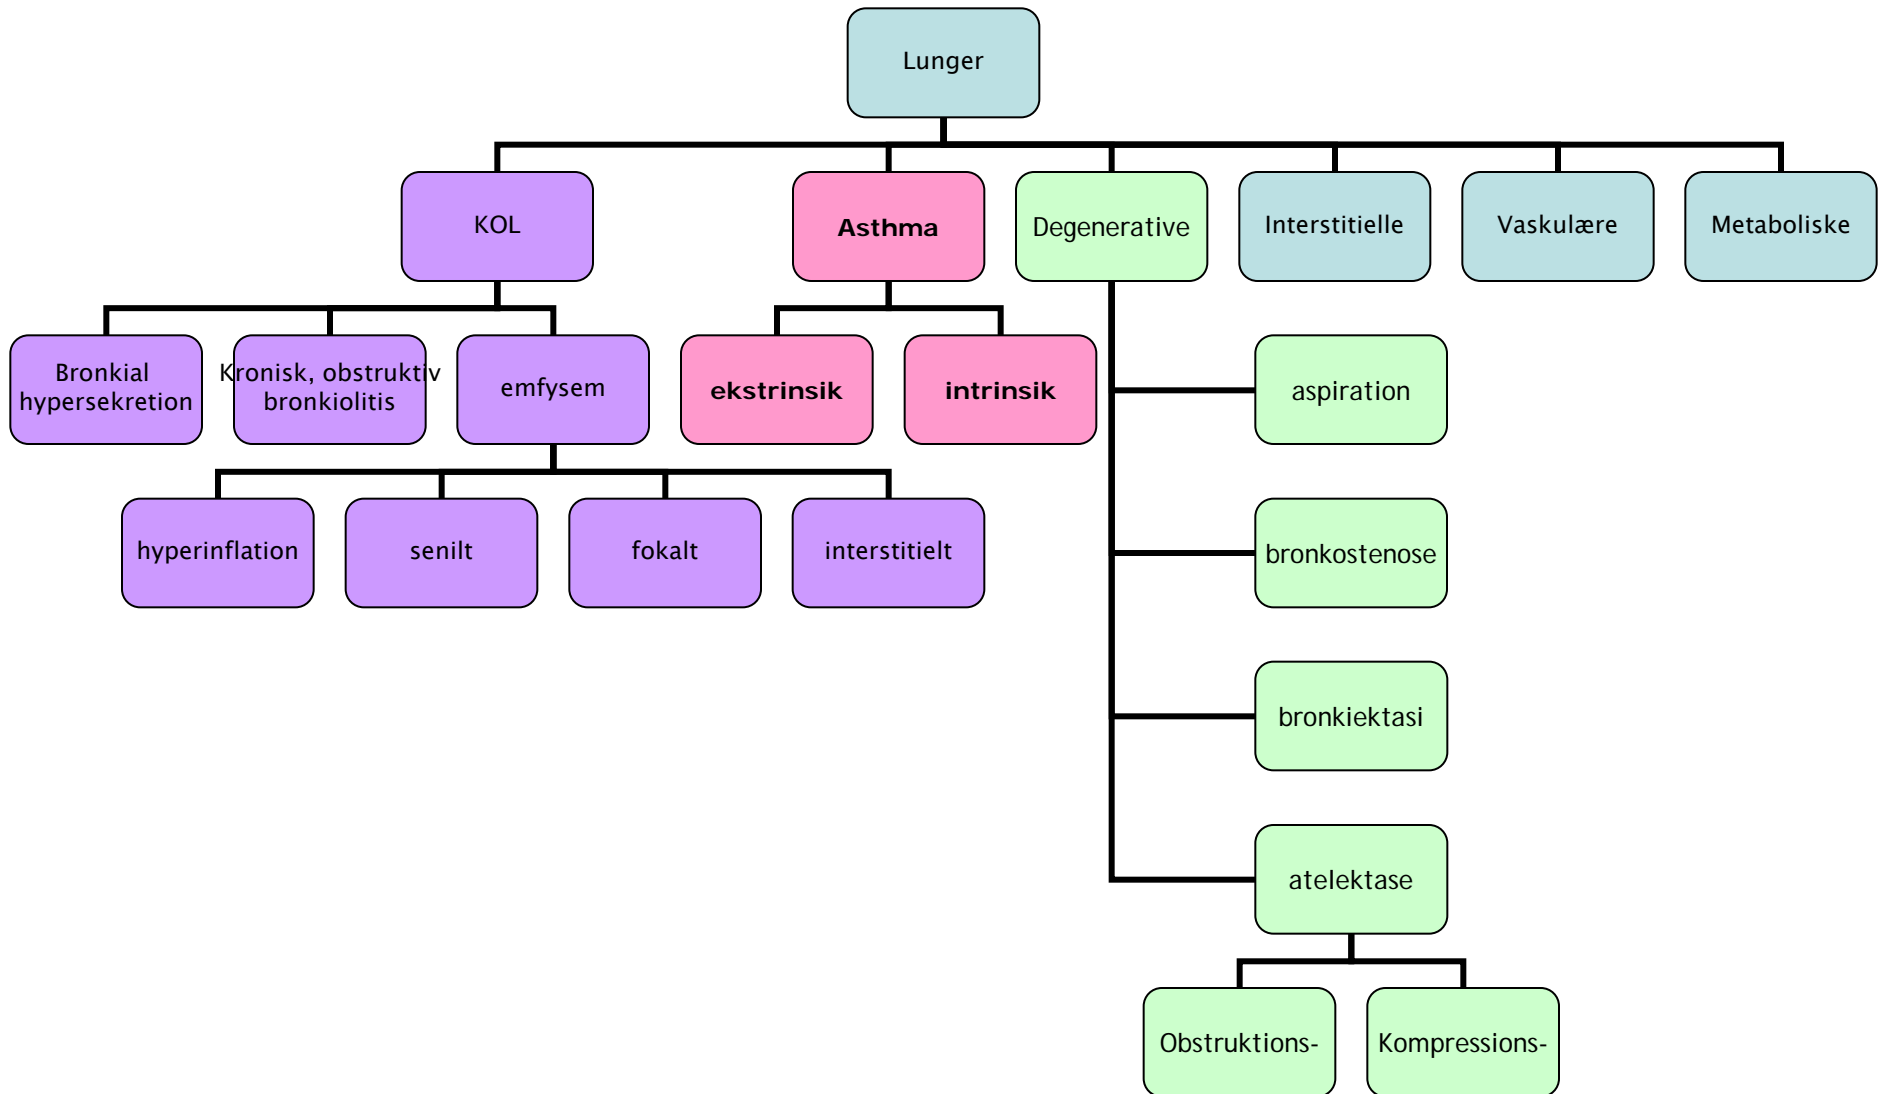 Lunger
KOL
Asthma
Degenerative
Interstitielle
Vaskulære
Metaboliske
Bronkial
hypersekretion
Kronisk, obstruktiv
bronkiolitis
emfysem
ekstrinsik
intrinsik
aspiration
hyperinflation
senilt
fokalt
interstitielt
bronkostenose
bronkiektasi
atelektase
Obstruktions-
Kompressions-